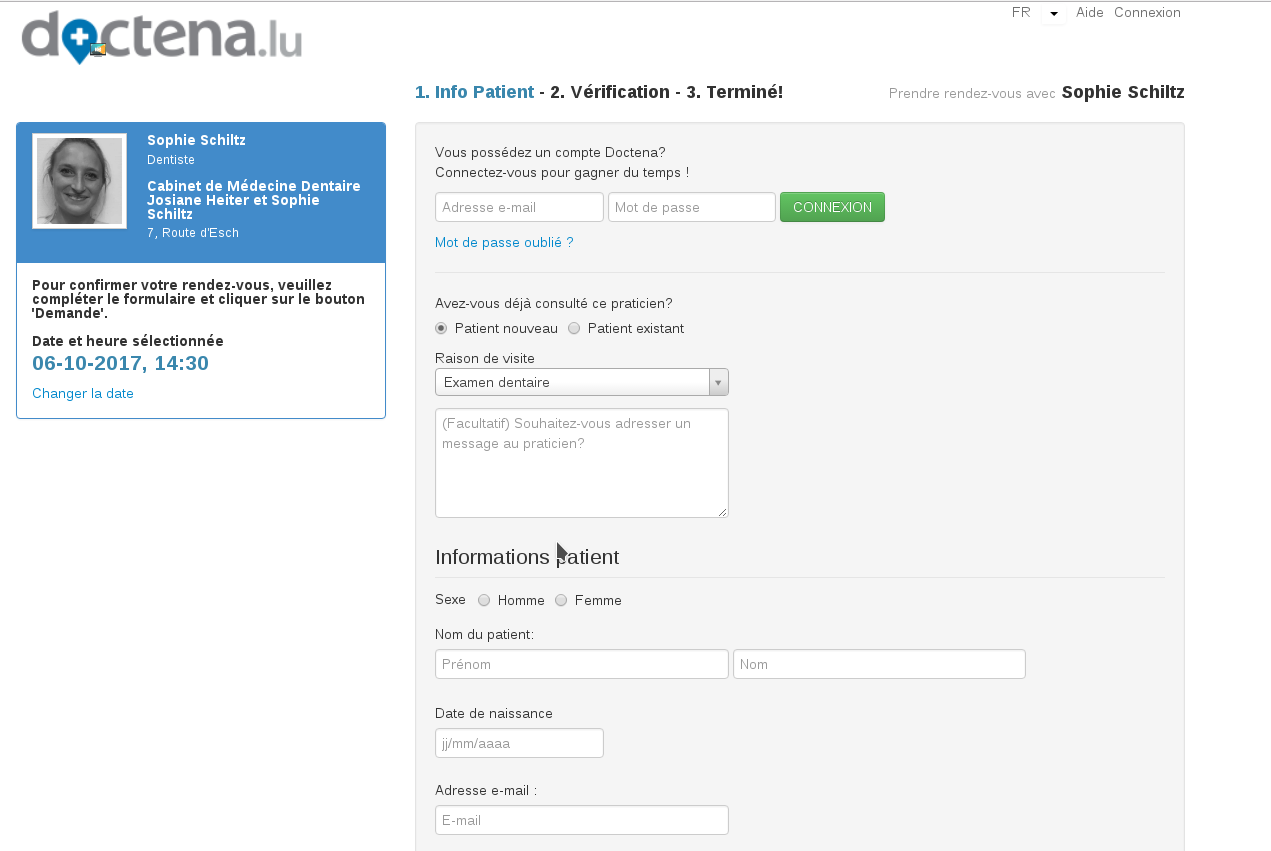 doctena.lu
FR Aide Connexion
1. Info Patient - 2. Vérification - 3. Terminé!
Prendre rendez-vous avec Sophie Schiltz
Sophie Schiltz
Dentiste
Cabinet de Médecine Dentaire
Josiane Heiter et Sophie
Schiltz
7, Route d'Esch
Pour confirmer votre rendez-vous, veuillez
compléter le formulaire et cliquer sur le bouton
'Demande'.
Date et heure sélectionnée
06-10-2017, 14:30
Changer la date
Vous possédez un compte Doctena?
Connectez-vous pour gagner du temps !
Adresse e-mail Mot de passe CONNEXION
Mot de passe oublié ?
Avez-vous déjà consulté ce praticien?
Patient nouveau Patient existant
Raison de visite
Examen dentaire
(Facultatif) Souhaitez-vous adresser un
message au praticien?
Informations patient
Sexe Homme Femme
Nom du patient:
Prénom Nom
Date de naissance
jj/mm/aaaa
Adresse e-mail :
E-mail